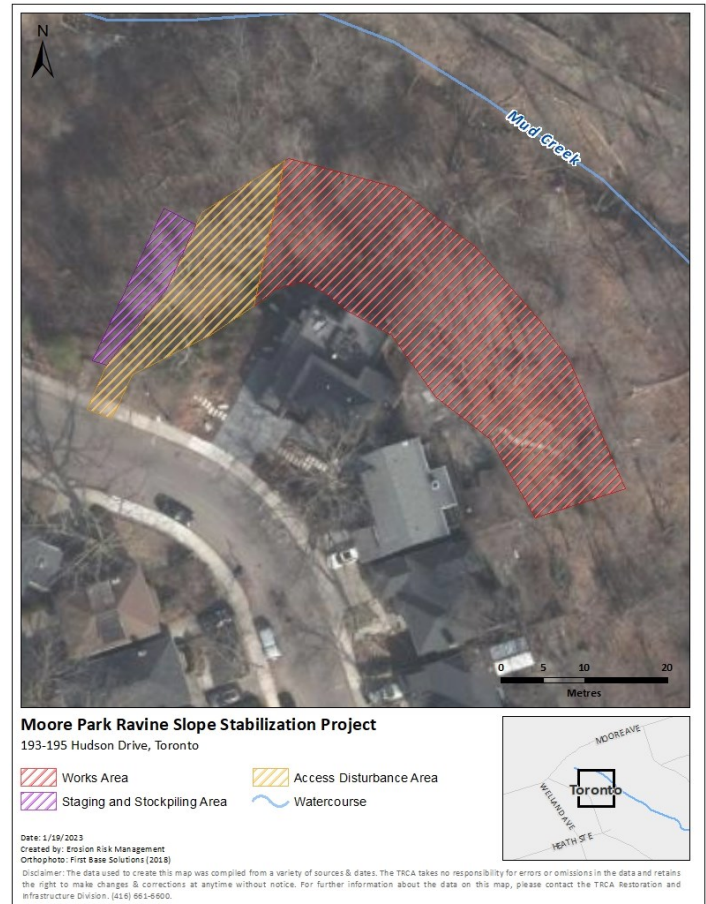 N
Mud Creek
0 5 10 20
Metres
Moore Park Ravine Slope Stabilization Project
193-195 Hudson Drive, Toronto
Works Area
Access Disturbance Area
Staging and Stockpiling Area
Watercourse
Date: 1/19/2023
Created by: Erosion Risk Management
Orthophoto: First Base Solutions (2018)
MOORE AVE
Toronto
WELLAND AVE
HEATH ST E
Disclaimer: The data used to create this map was compiled from a variety of sources & dates. The TRCA takes no responsibility for errors or omissions in the data and retains
the right to make changes & corrections at anytime without notice. For further information about the data on this map, please contact the TRCA Restoration and
Infrastructure Division. (416) 661-6600.